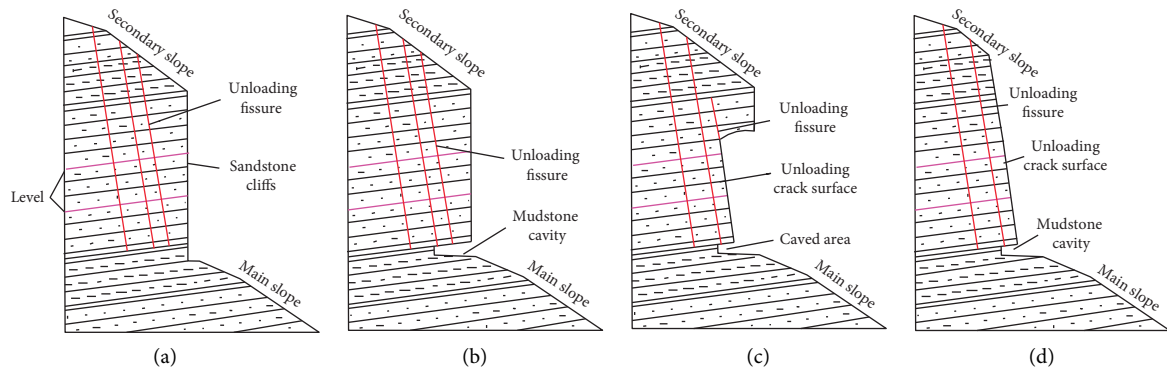 Secondary slope
Unloading
fissure
Sandstone
cliffs
Level
Main slope
(a)
Secondary slope
Unloading
fissure
Mudstone
cavity
Main slope
(b)
Secondary slope
Unloading
fissure
Unloading
crack surface
Caved area
Main slope
(c)
Secondary slope
Unloading
fissure
Unloading
crack surface
Mudstone
cavity
Main slope
(d)